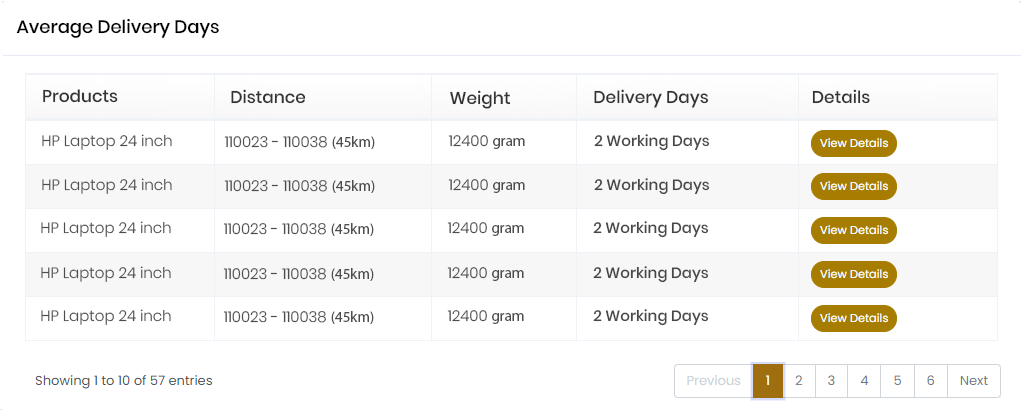 Average Delivery Days
Products Distance Weight Delivery Days Details
HP Laptop 24 inch 110023 - 110038 (45km) 12400 gram 2 Working Days View Details
HP Laptop 24 inch 110023 - 110038 (45km) 12400 gram 2 Working Days View Details
HP Laptop 24 inch 110023 - 110038 (45km) 12400 gram 2 Working Days View Details
HP Laptop 24 inch 110023 - 110038 (45km) 12400 gram 2 Working Days View Details
HP Laptop 24 inch 110023 - 110038 (45km) 12400 gram 2 Working Days View Details
Showing 1 to 10 of 57 entries Previous 1 2 3 4 5 6 Next